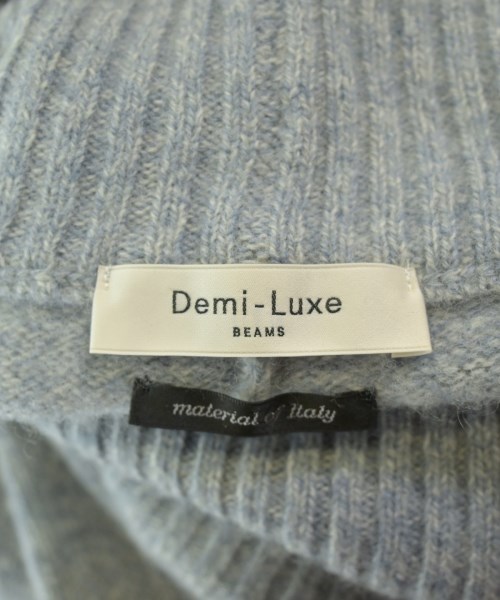 Demi-Luxe
BEAMS
material of Italy